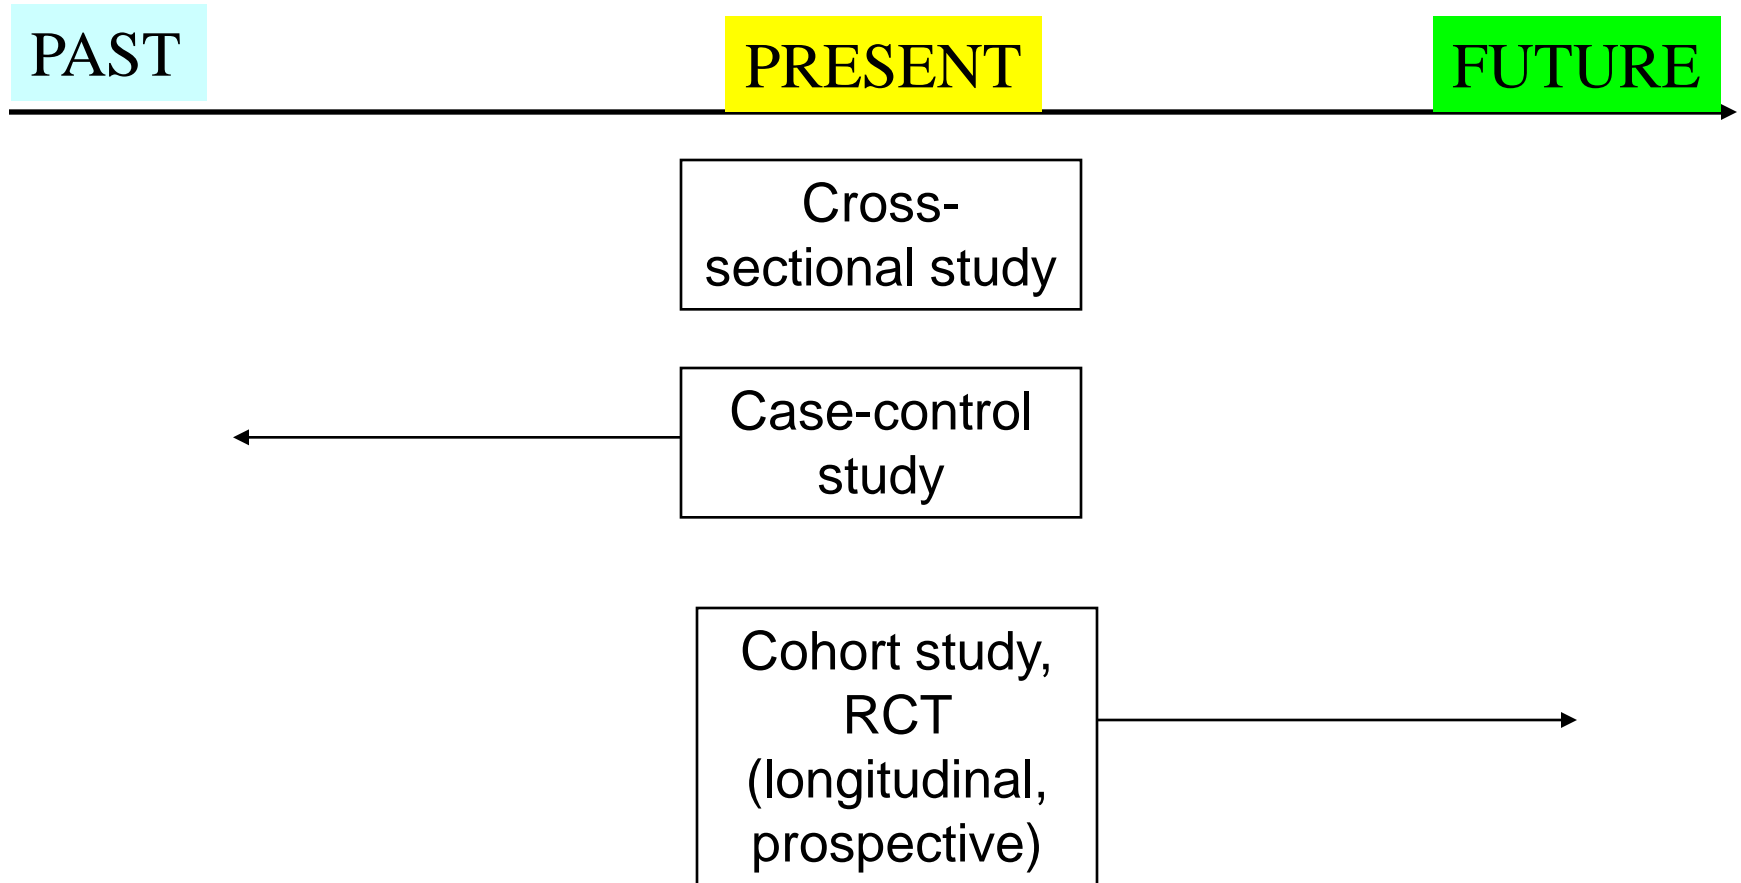 PAST
PRESENT
FUTURE
Cross-
sectional study
Case-control
study
Cohort study,
RCT
(longitudinal,
prospective)